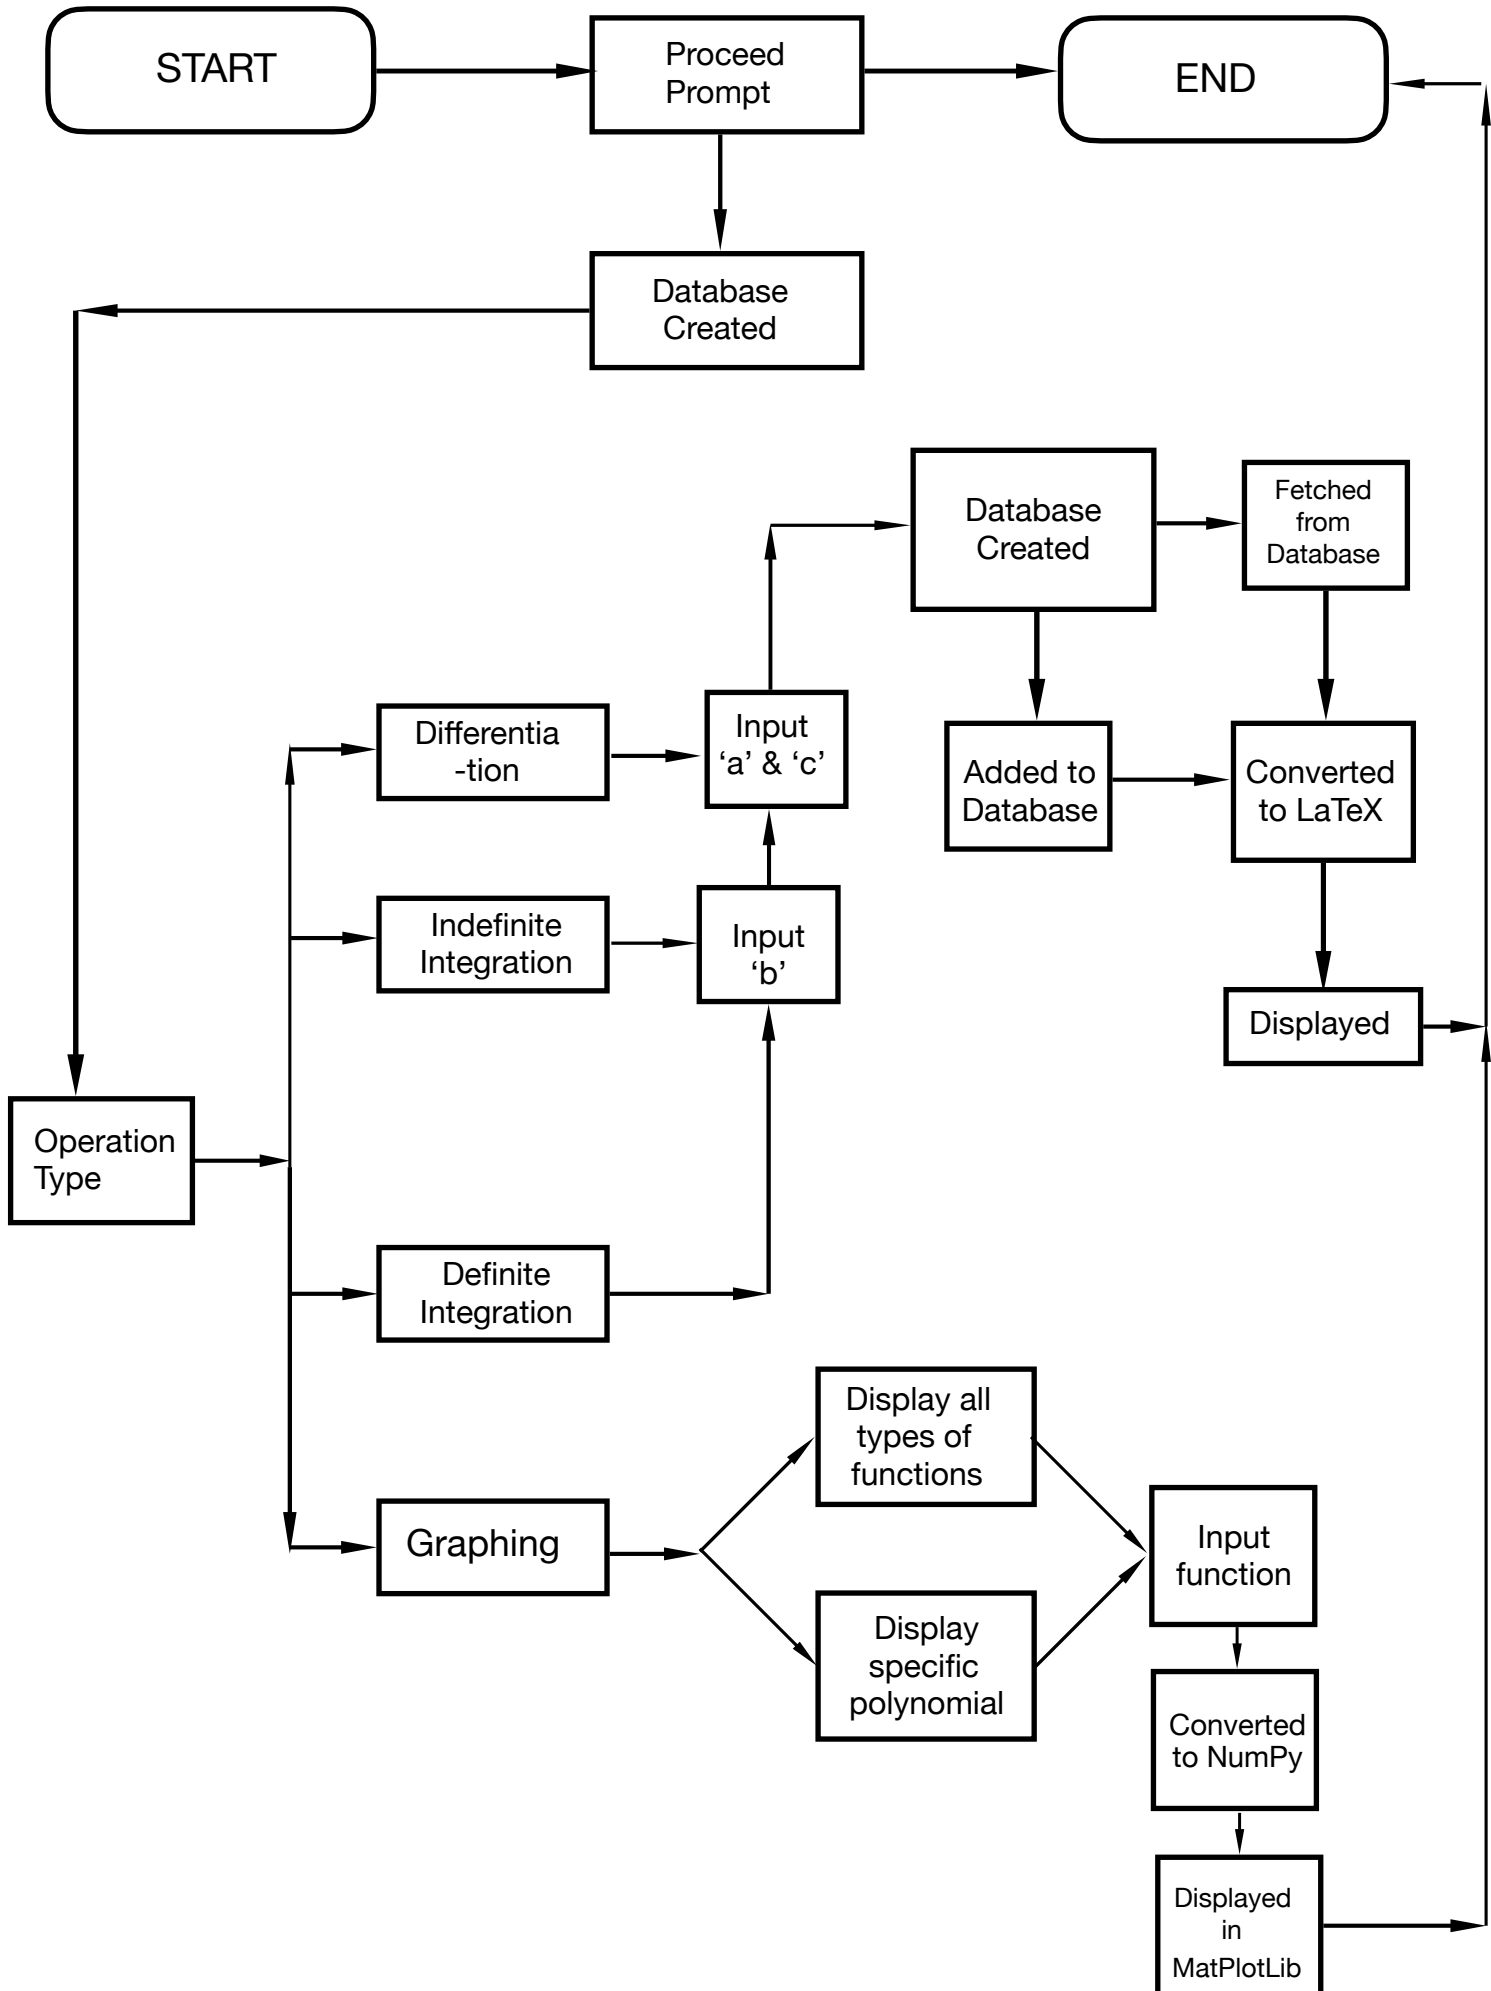 START
Proceed
Prompt
END
Database
Created
Database
Created
Fetched
from
Database
Differentia
-tion
Input
‘a’ & ‘c’
Added to
Database
Converted
to LaTeX
Indefinite
Integration
Input
‘b’
Displayed
Operation
Type
Definite
Integration
Display all
types of
functions
Graphing
Input
function
Display
specific
polynomial
Converted
to NumPy
Displayed
in
MatPlotLib